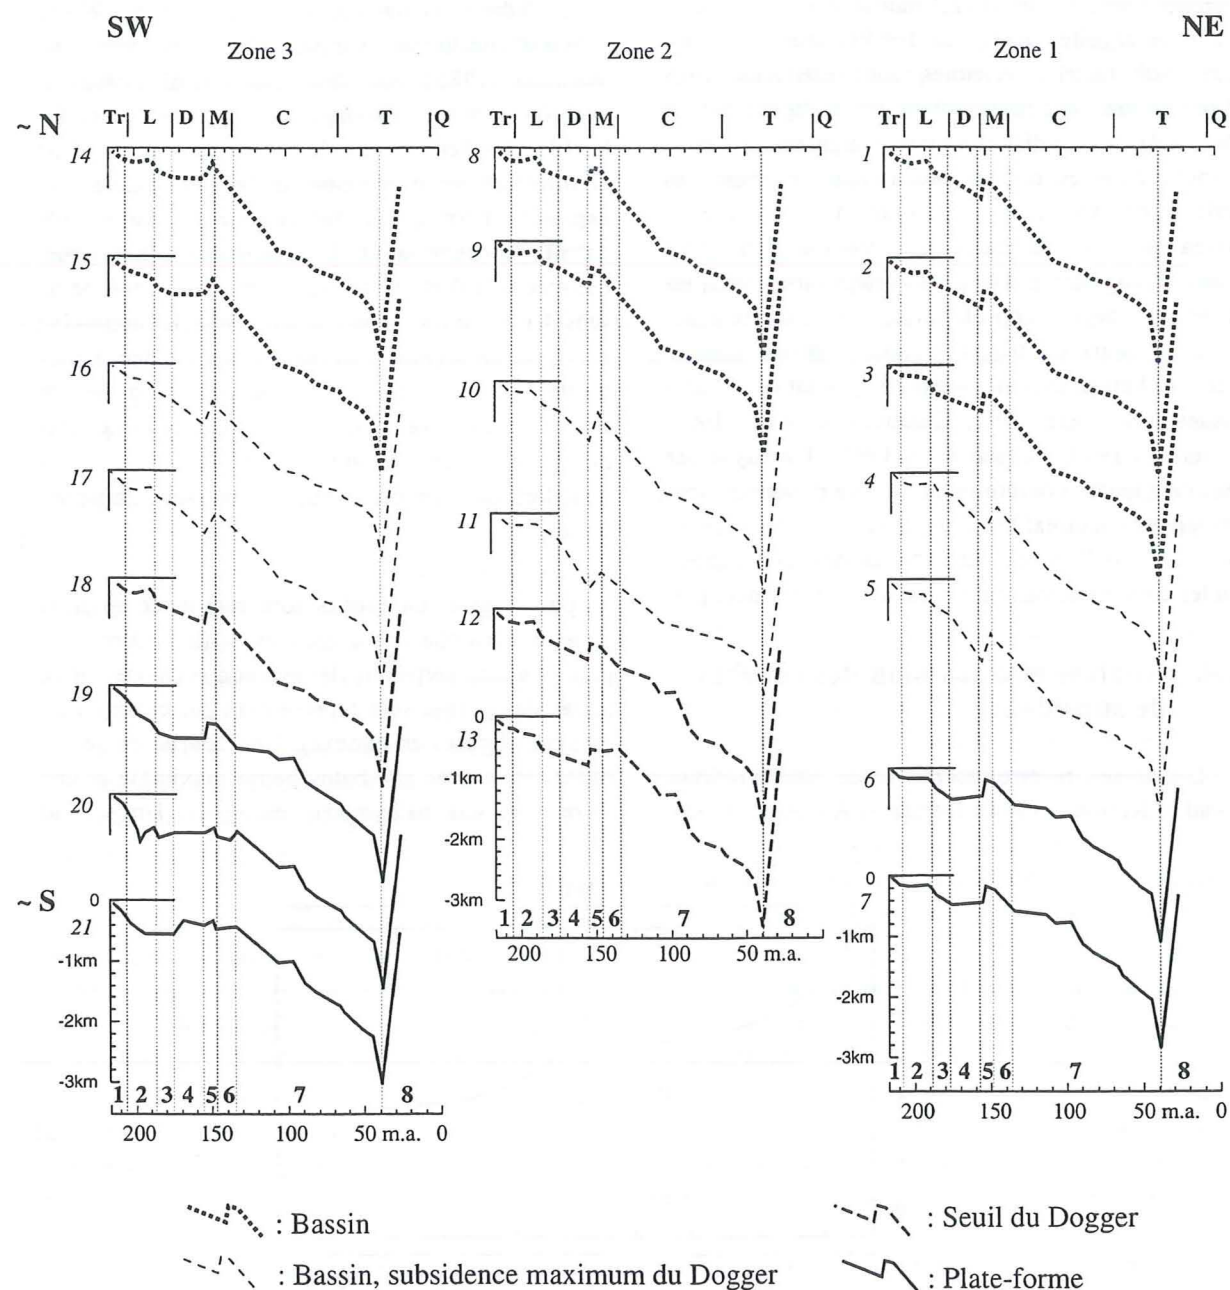 SW NE
Zone 3 Zone 2 Zone 1
~ N Tr L D M C T Q Tr L D M C T Q Tr L D M C T Q
14 8 1
15 9 2
16 10 3
17 11 4
18 12 5
19 0 13 -1km -2km -3km 6
20 0 7 -1km -2km -3km
~ S 0
21
-1km
-2km
-3km
1 2 3 4 5 6 7 8 1 2 3 4 5 6 7 8 1 2 3 4 5 6 7 8
200 150 100 50 m.a. 0 200 150 100 50 m.a. 200 150 100 50 m.a. 0
: Bassin : Seuil du Dogger
: Bassin, subsidence maximum du Dogger : Plate-forme